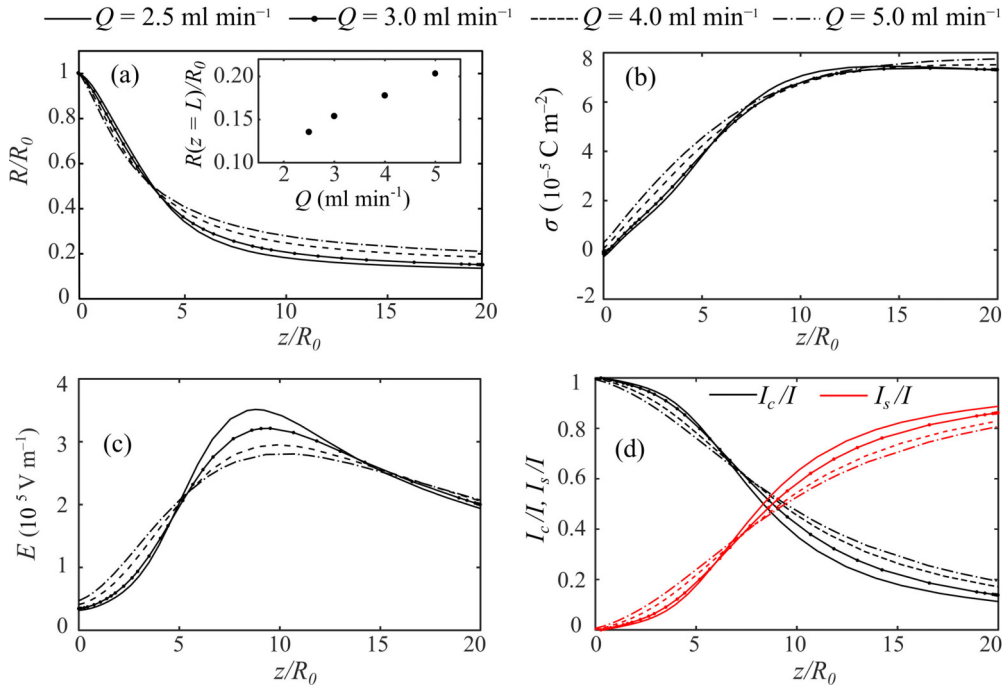 Q = 2.5 ml min⁻¹ Q = 3.0 ml min⁻¹ Q = 4.0 ml min⁻¹ Q = 5.0 ml min⁻¹
(a)
R/R₀
1
0.8
0.6
0.4
0.2
0
0 5 10 15 20
z/R₀
R(z = L)/R₀
0.20
0.15
0.10
2 3 4 5
Q (ml min⁻¹)
(b)
σ (10⁻⁵ C m⁻²)
8
6
4
2
0
-2
0 5 10 15 20
z/R₀
(c)
E (10⁵ V m⁻¹)
4
3
2
1
0
0 5 10 15 20
z/R₀
(d)
I_c/I I_s/I
I_c/I, I_s/I
1
0.8
0.6
0.4
0.2
0
0 5 10 15 20
z/R₀